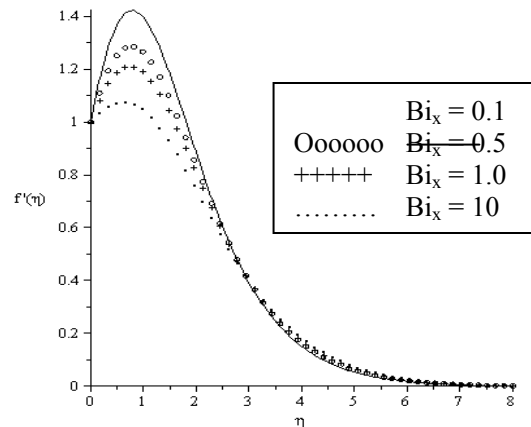 1.4
1.2
1
0.8
f'(η)
0.6
0.4
0.2
0
0 1 2 3 4 5 6 7 8
η
Biₓ = 0.1
Oooooo Biₓ = 0.5
+++++ Biₓ = 1.0
....... Biₓ = 10